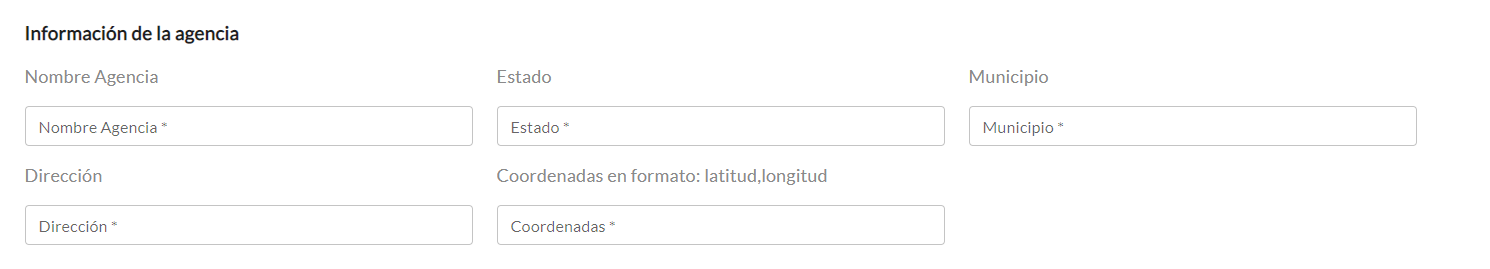 Información de la agencia
Nombre Agencia
Estado
Municipio
Nombre Agencia *
Estado *
Municipio *
Dirección
Coordenadas en formato: latitud,longitud
Dirección *
Coordenadas *